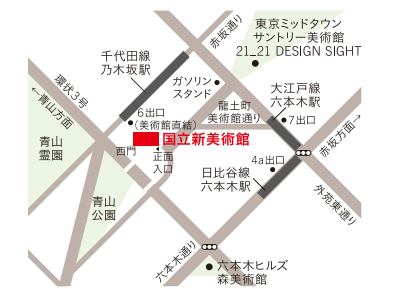 東京ミッドタウン
サントリー美術館
21_21 DESIGN SIGHT
赤坂通り
千代田線
乃木坂駅
ガソリン
スタンド
環状3号
←青山方面
大江戸線
六本木駅
龍土町
美術館通り
7出口
6出口
(美術館直結)
国立新美術館
赤坂方面→
青山
霊園
西門
正面
入口
4a出口
日比谷線
六本木駅
青山
公園
外苑東通り
六本木通り
六本木ヒルズ
森美術館